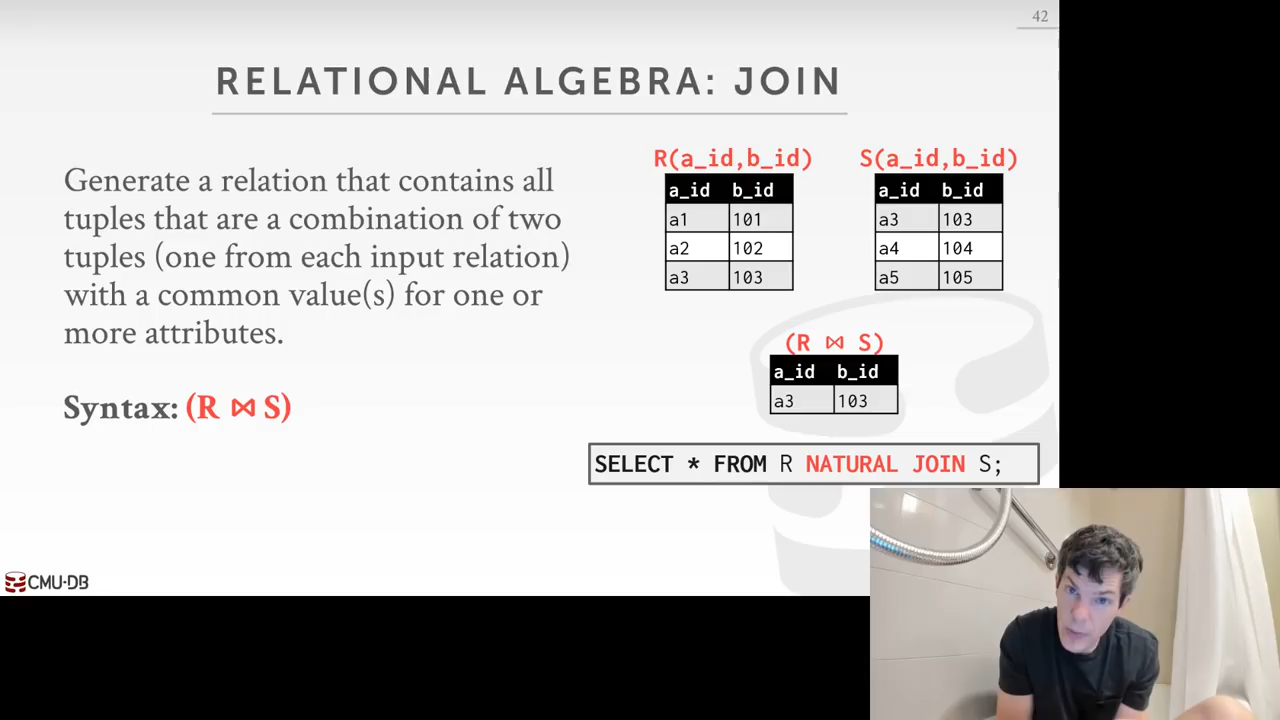 42
RELATIONAL ALGEBRA: JOIN
Generate a relation that contains all
tuples that are a combination of two
tuples (one from each input relation)
with a common value(s) for one or
more attributes.
Syntax: (R ⋈ S)
R(a_id,b_id)
a_id b_id
a1 101
a2 102
a3 103
S(a_id,b_id)
a_id b_id
a3 103
a4 104
a5 105
(R ⋈ S)
a_id b_id
a3 103
SELECT * FROM R NATURAL JOIN S;
CMU·DB